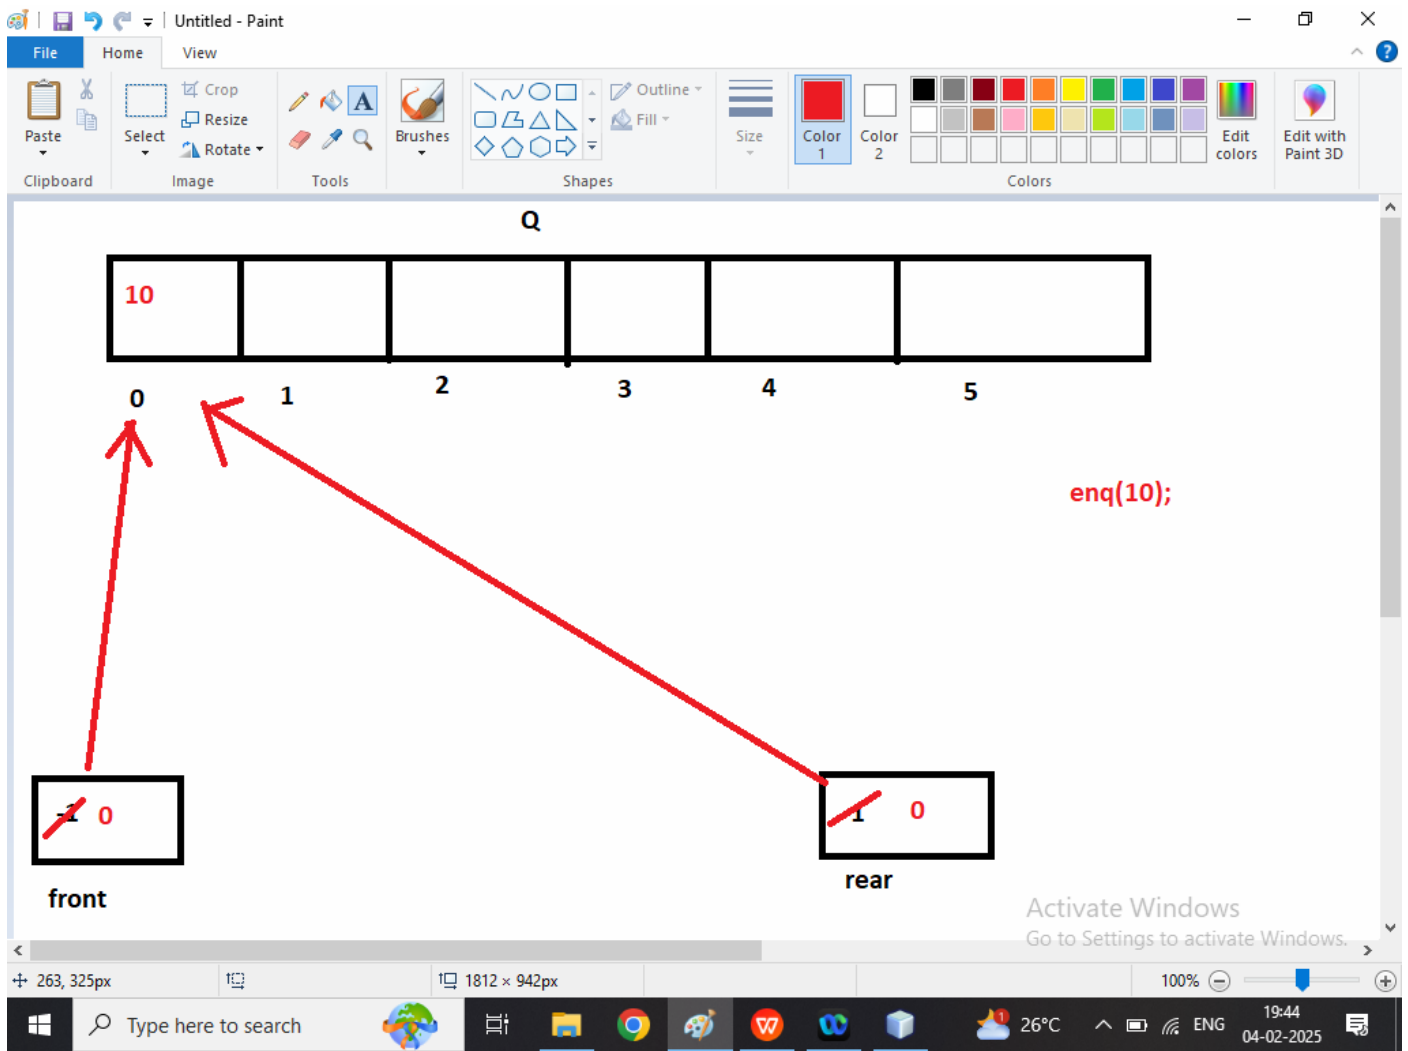 Untitled - Paint
File Home View
Paste
Clipboard
Select
Crop
Resize
Rotate
Image
A
Tools
Brushes
Outline
Fill
Shapes
Size
Color 1
Color 2
Edit colors
Colors
Edit with Paint 3D
Q
10
0 1 2 3 4 5
enq(10);
-1 0
front
-1 0
rear
Activate Windows
Go to Settings to activate Windows.
263, 325px
1812 × 942px
100%
Type here to search
1
26°C
ENG
19:44
04-02-2025